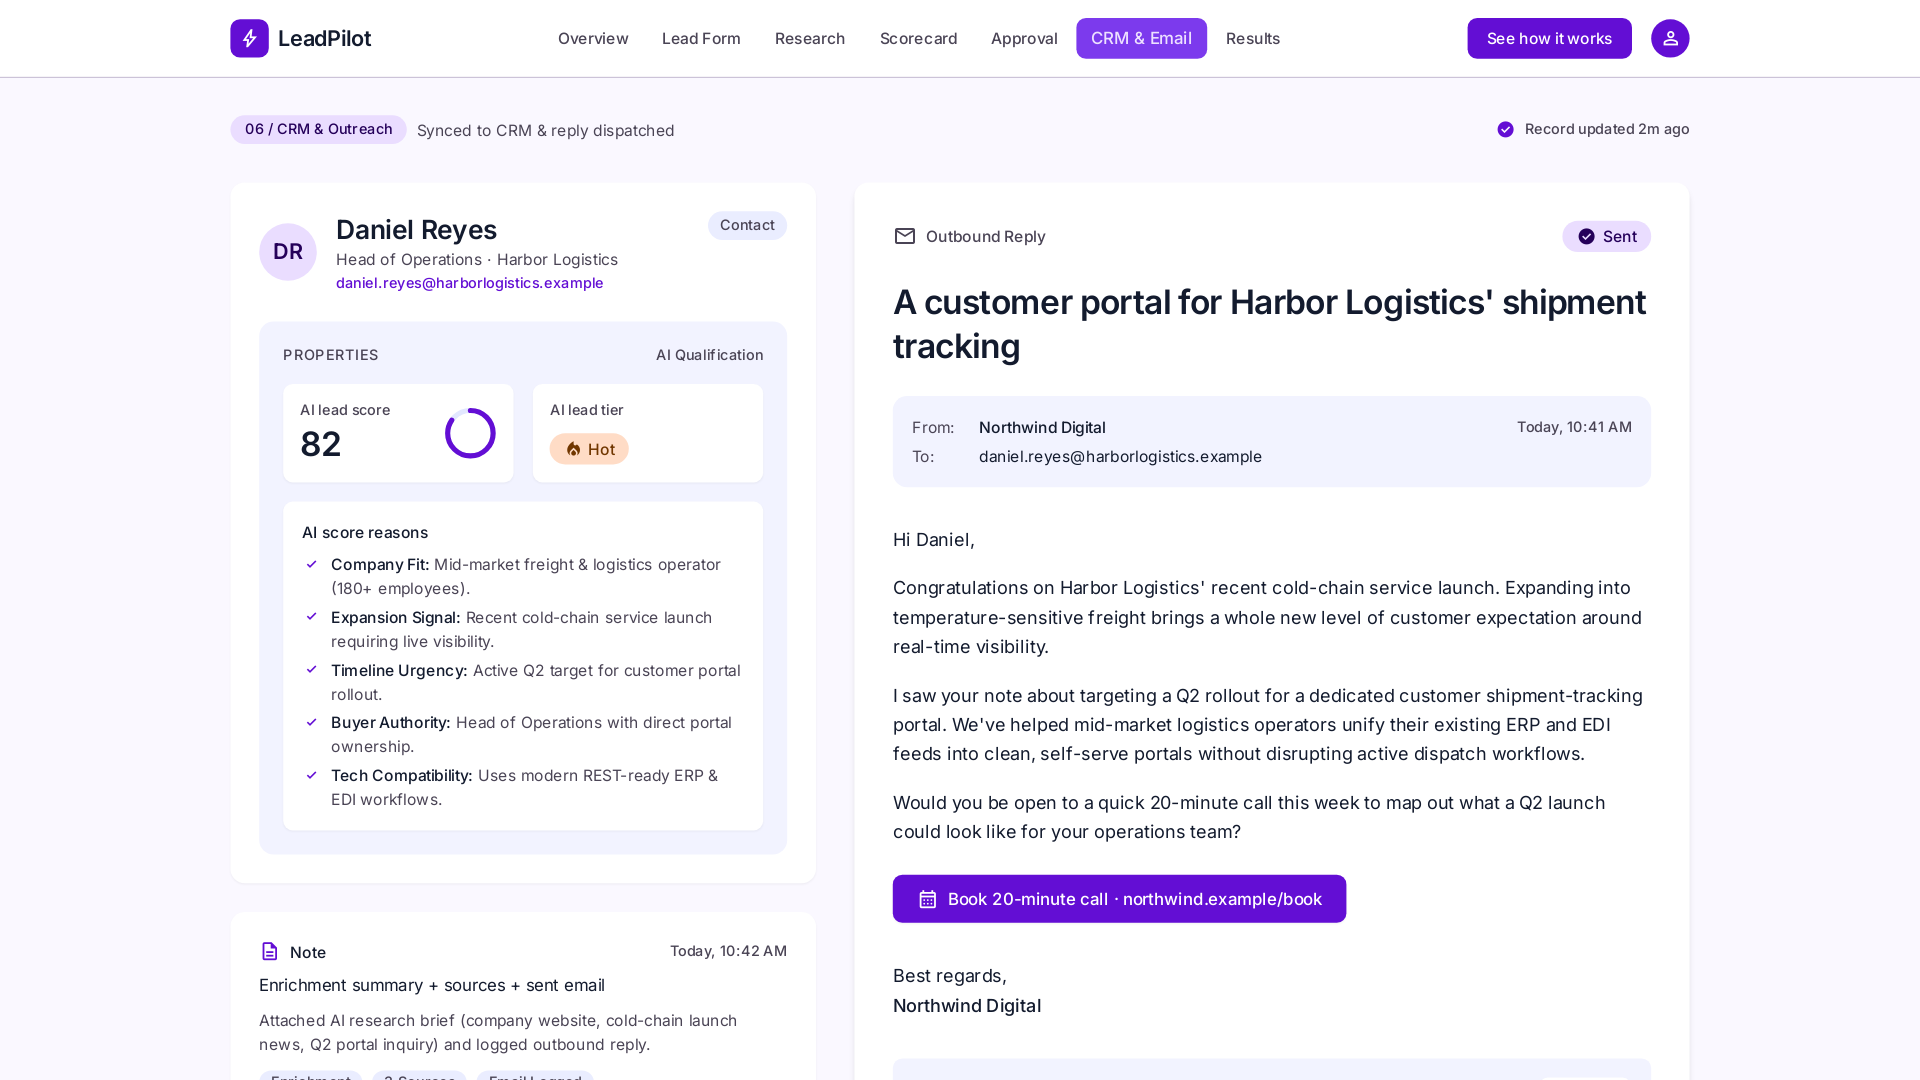 LeadPilot
Overview
Lead Form
Research
Scorecard
Approval
CRM & Email
Results
See how it works
06 / CRM & Outreach
Synced to CRM & reply dispatched
Record updated 2m ago
DR
Daniel Reyes
Contact
Head of Operations · Harbor Logistics
daniel.reyes@harborlogistics.example
PROPERTIES
AI Qualification
AI lead score
82
AI lead tier
Hot
AI score reasons
Company Fit: Mid-market freight & logistics operator
(180+ employees).
Expansion Signal: Recent cold-chain service launch
requiring live visibility.
Timeline Urgency: Active Q2 target for customer portal
rollout.
Buyer Authority: Head of Operations with direct portal
ownership.
Tech Compatibility: Uses modern REST-ready ERP &
EDI workflows.
Note
Today, 10:42 AM
Enrichment summary + sources + sent email
Attached AI research brief (company website, cold-chain launch
news, Q2 portal inquiry) and logged outbound reply.
Enrichment
3 Sources
Email Logged
Outbound Reply
Sent
A customer portal for Harbor Logistics' shipment
tracking
From: Northwind Digital
Today, 10:41 AM
To: daniel.reyes@harborlogistics.example
Hi Daniel,
Congratulations on Harbor Logistics' recent cold-chain service launch. Expanding into
temperature-sensitive freight brings a whole new level of customer expectation around
real-time visibility.
I saw your note about targeting a Q2 rollout for a dedicated customer shipment-tracking
portal. We've helped mid-market logistics operators unify their existing ERP and EDI
feeds into clean, self-serve portals without disrupting active dispatch workflows.
Would you be open to a quick 20-minute call this week to map out what a Q2 launch
could look like for your operations team?
Book 20-minute call · northwind.example/book
Best regards,
Northwind Digital